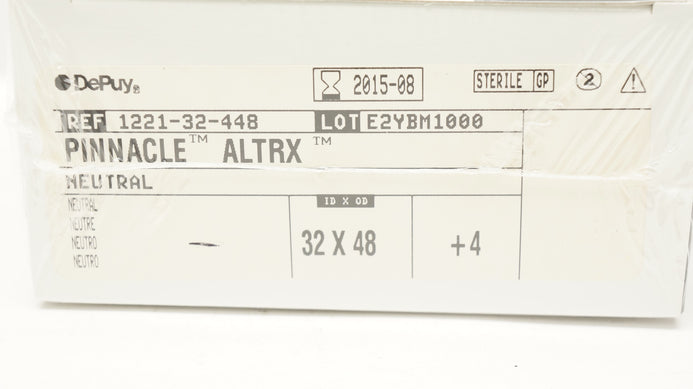 DePuy®
2015-08
STERILE GP
2
REF 1221-32-448
LOT E2YBM1000
PINNACLE™ ALTRX™
NEUTRAL
NEUTRAL
NEUTRE
NEUTRO
NEUTRO
ID X OD
32 X 48
+4